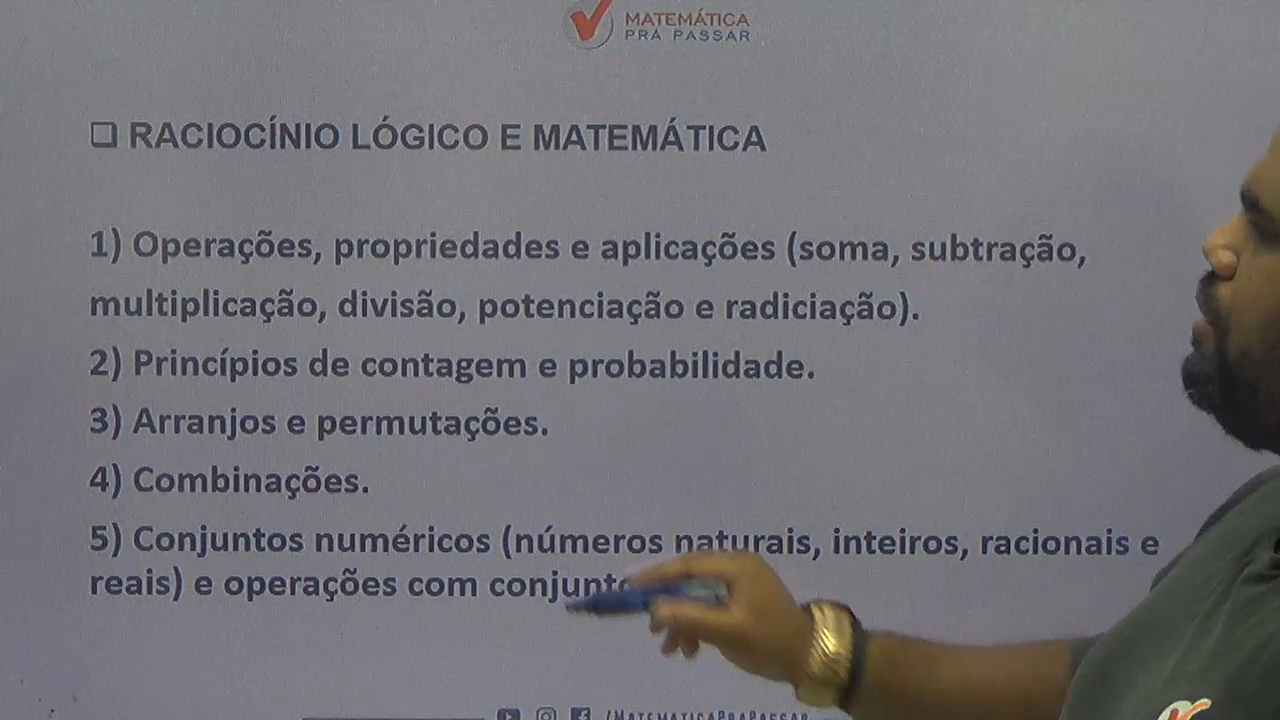 MATEMÁTICA
PRA PASSAR
RACIOCÍNIO LÓGICO E MATEMÁTICA
1) Operações, propriedades e aplicações (soma, subtração,
multiplicação, divisão, potenciação e radiciação).
2) Princípios de contagem e probabilidade.
3) Arranjos e permutações.
4) Combinações.
5) Conjuntos numéricos (números naturais, inteiros, racionais e
reais) e operações com
/MATEMATICAPRAPASSAR